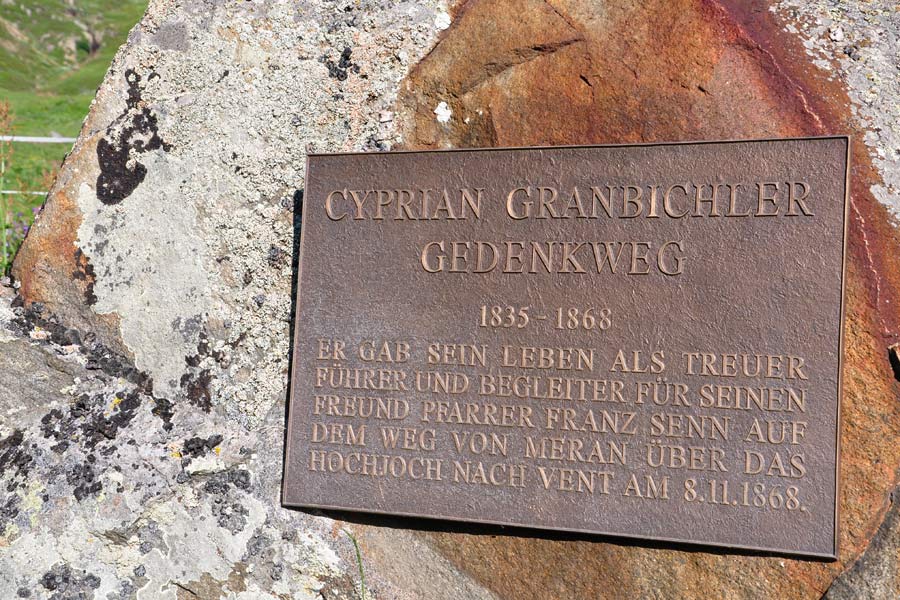 CYPRIAN GRANBICHLER
GEDENKWEG
1835 - 1868
ER GAB SEIN LEBEN ALS TREUER
FÜHRER UND BEGLEITER FÜR SEINEN
FREUND PFARRER FRANZ SENN AUF
DEM WEG VON MERAN ÜBER DAS
HOCHJOCH NACH VENT AM 8.11.1868.